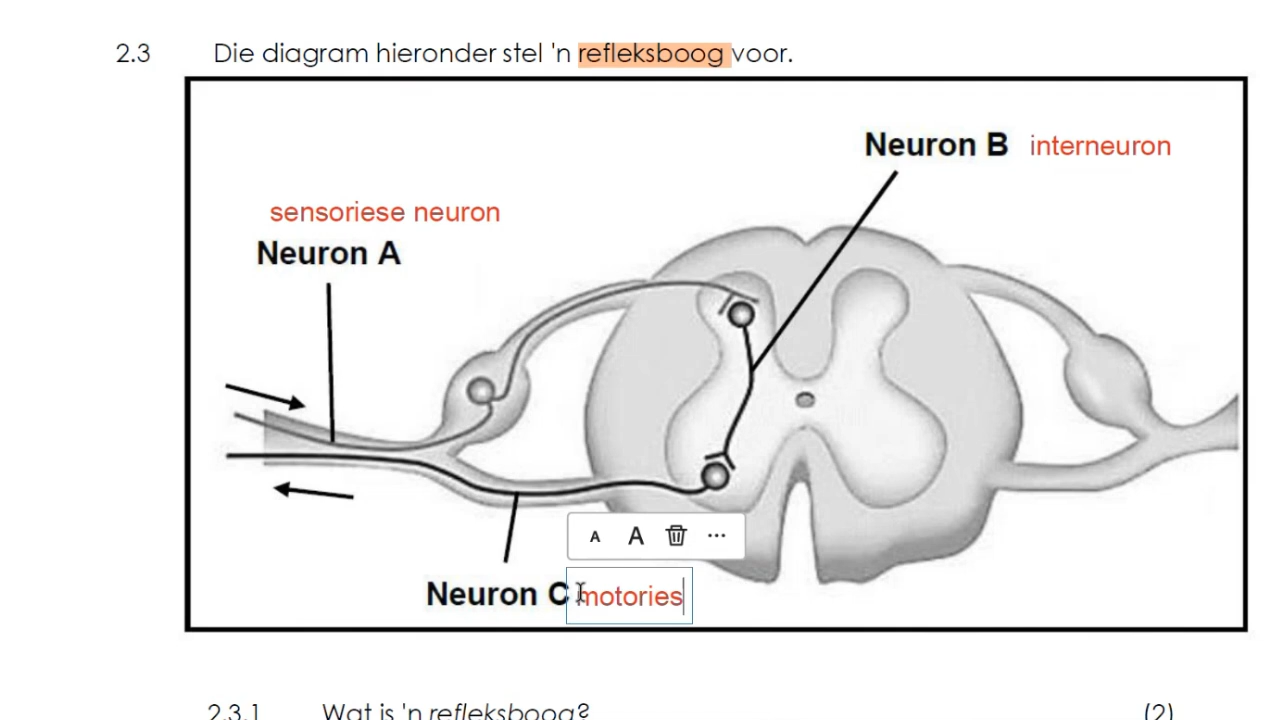 2.3 Die diagram hieronder stel 'n refleksboog voor.
Neuron B interneuron
sensoriese neuron
Neuron A
A A ...
Neuron C motories
2.3.1 Wat is 'n refleksboog? (2)